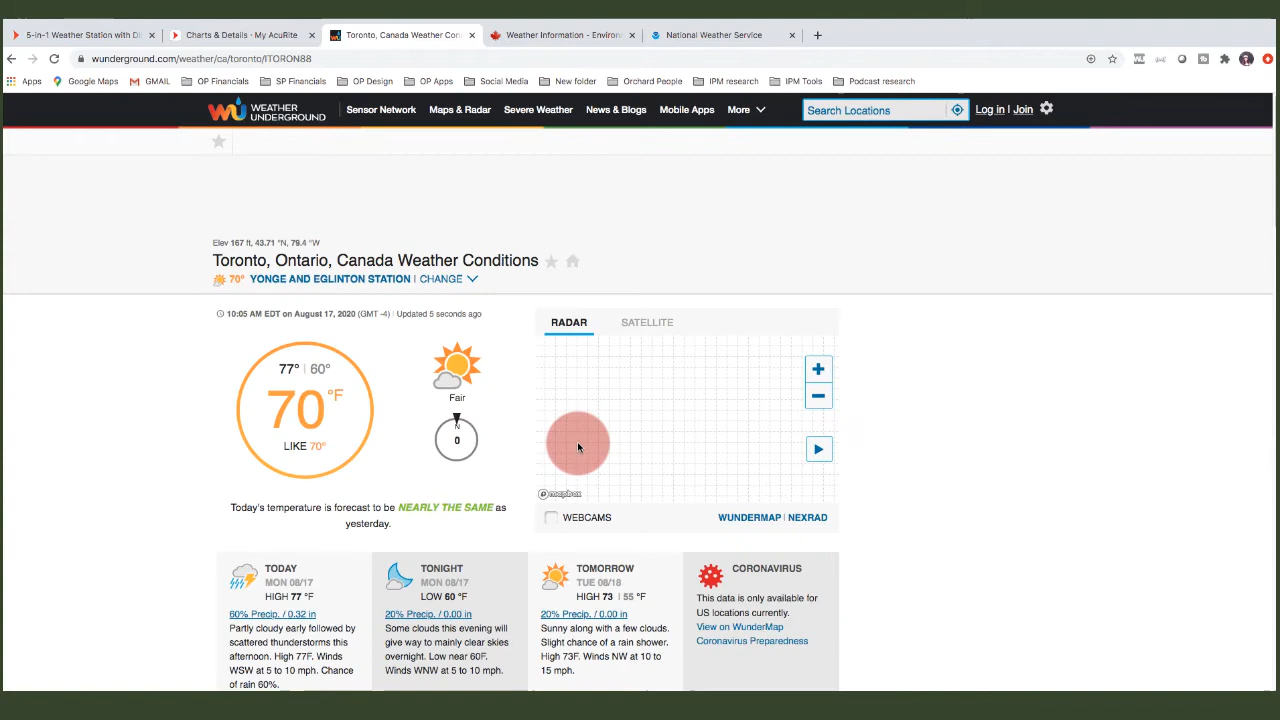 5-in-1 Weather Station with Di
Charts & Details · My AcuRite
Toronto, Canada Weather Con
Weather Information - Environ
National Weather Service
wunderground.com/weather/ca/toronto/ITORON88
Apps
Google Maps
GMAIL
OP Financials
SP Financials
OP Design
OP Apps
Social Media
New folder
Orchard People
IPM research
IPM Tools
Podcast research
WEATHER UNDERGROUND
Sensor Network
Maps & Radar
Severe Weather
News & Blogs
Mobile Apps
More
Search Locations
Log in | Join
Elev 167 ft, 43.71 °N, 79.4 °W
Toronto, Ontario, Canada Weather Conditions
70° YONGE AND EGLINTON STATION | CHANGE
10:05 AM EDT on August 17, 2020 (GMT -4) | Updated 5 seconds ago
77° | 60°
70 °F
LIKE 70°
Fair
N
0
Today's temperature is forecast to be NEARLY THE SAME as
yesterday.
RADAR
SATELLITE
+
−
mapbox
WEBCAMS
WUNDERMAP | NEXRAD
TODAY
MON 08/17
HIGH 77 °F
60% Precip. / 0.32 in
Partly cloudy early followed by
scattered thunderstorms this
afternoon. High 77F. Winds
WSW at 5 to 10 mph. Chance
of rain 60%.
TONIGHT
MON 08/17
LOW 60 °F
20% Precip. / 0.00 in
Some clouds this evening will
give way to mainly clear skies
overnight. Low near 60F.
Winds WNW at 5 to 10 mph.
TOMORROW
TUE 08/18
HIGH 73 | 55 °F
20% Precip. / 0.00 in
Sunny along with a few clouds.
Slight chance of a rain shower.
High 73F. Winds NW at 10 to
15 mph.
CORONAVIRUS
This data is only available for
US locations currently.
View on WunderMap
Coronavirus Preparedness